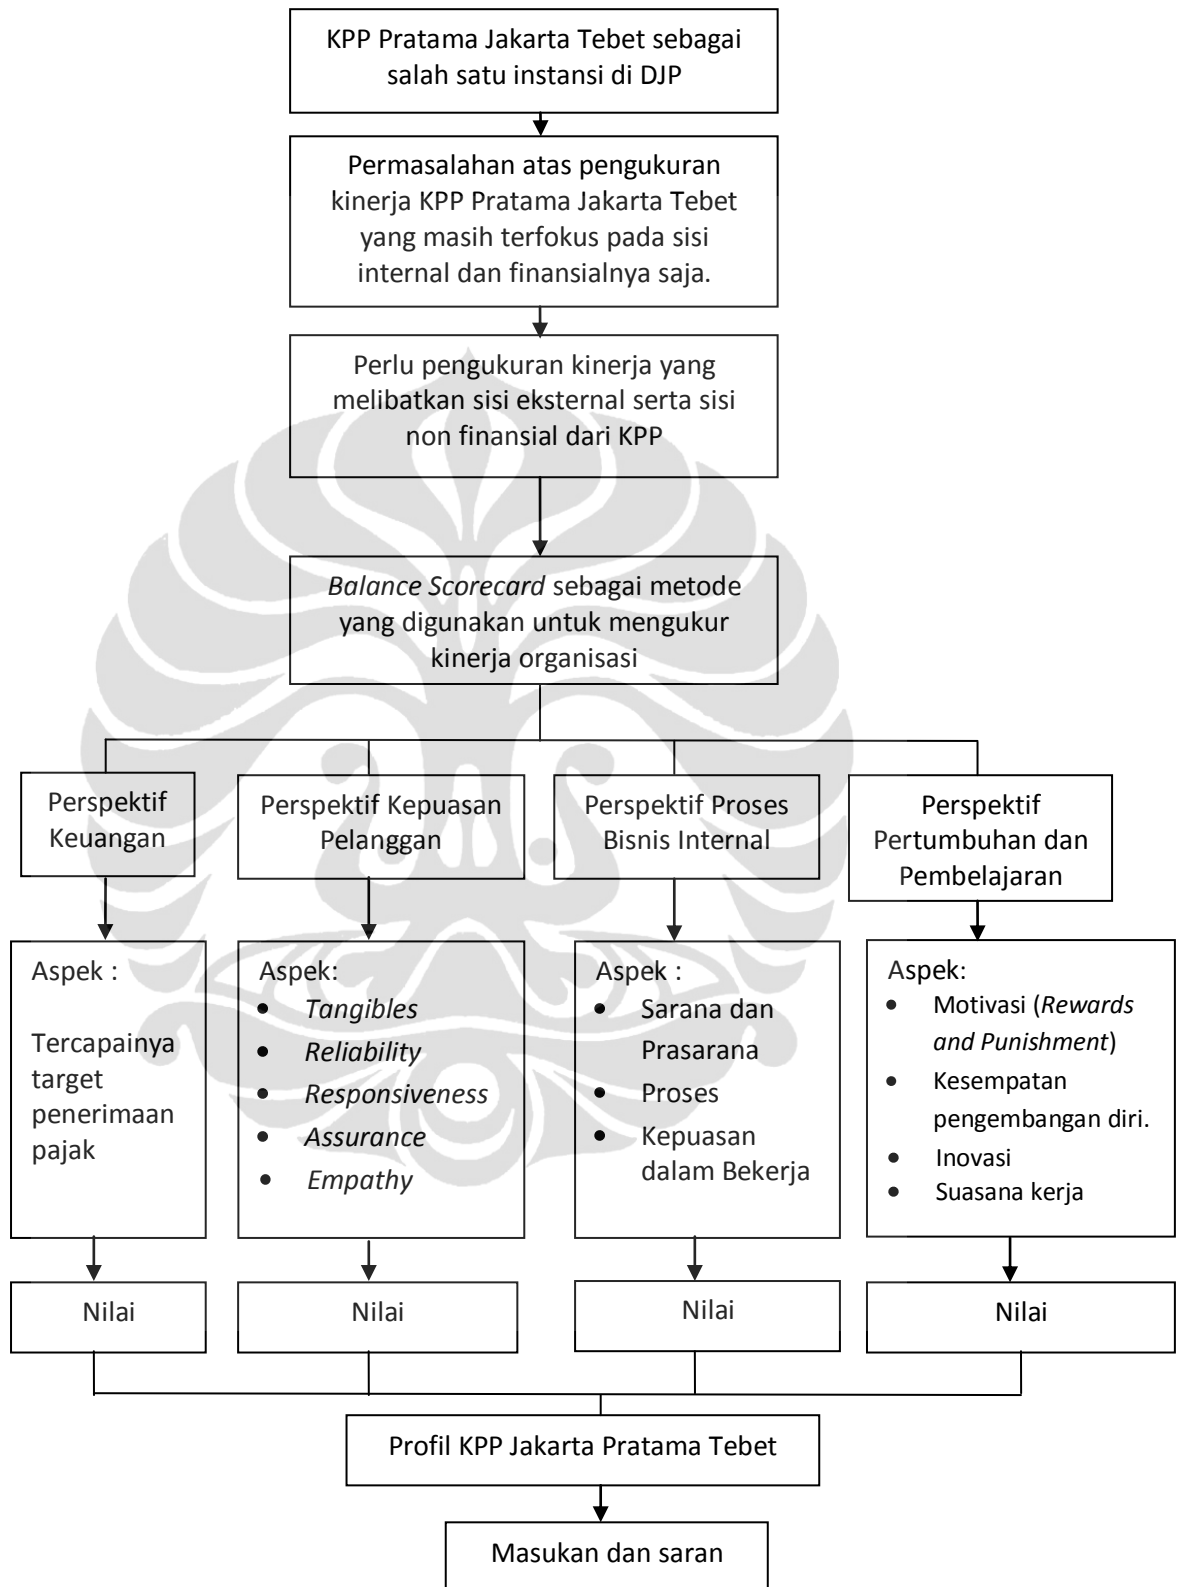 KPP Pratama Jakarta Tebet sebagai
salah satu instansi di DJP
Permasalahan atas pengukuran
kinerja KPP Pratama Jakarta Tebet
yang masih terfokus pada sisi
internal dan finansialnya saja.
Perlu pengukuran kinerja yang
melibatkan sisi eksternal serta sisi
non finansial dari KPP
Balance Scorecard sebagai metode
yang digunakan untuk mengukur
kinerja organisasi
Perspektif
Keuangan
Perspektif Kepuasan
Pelanggan
Perspektif Proses
Bisnis Internal
Perspektif
Pertumbuhan dan
Pembelajaran
Aspek :
Tercapainya
target
penerimaan
pajak
Aspek:
• Tangibles
• Reliability
• Responsiveness
• Assurance
• Empathy
Aspek :
• Sarana dan
Prasarana
• Proses
• Kepuasan
dalam Bekerja
Aspek:
• Motivasi (Rewards
and Punishment)
• Kesempatan
pengembangan diri.
• Inovasi
• Suasana kerja
Nilai
Nilai
Nilai
Nilai
Profil KPP Jakarta Pratama Tebet
Masukan dan saran